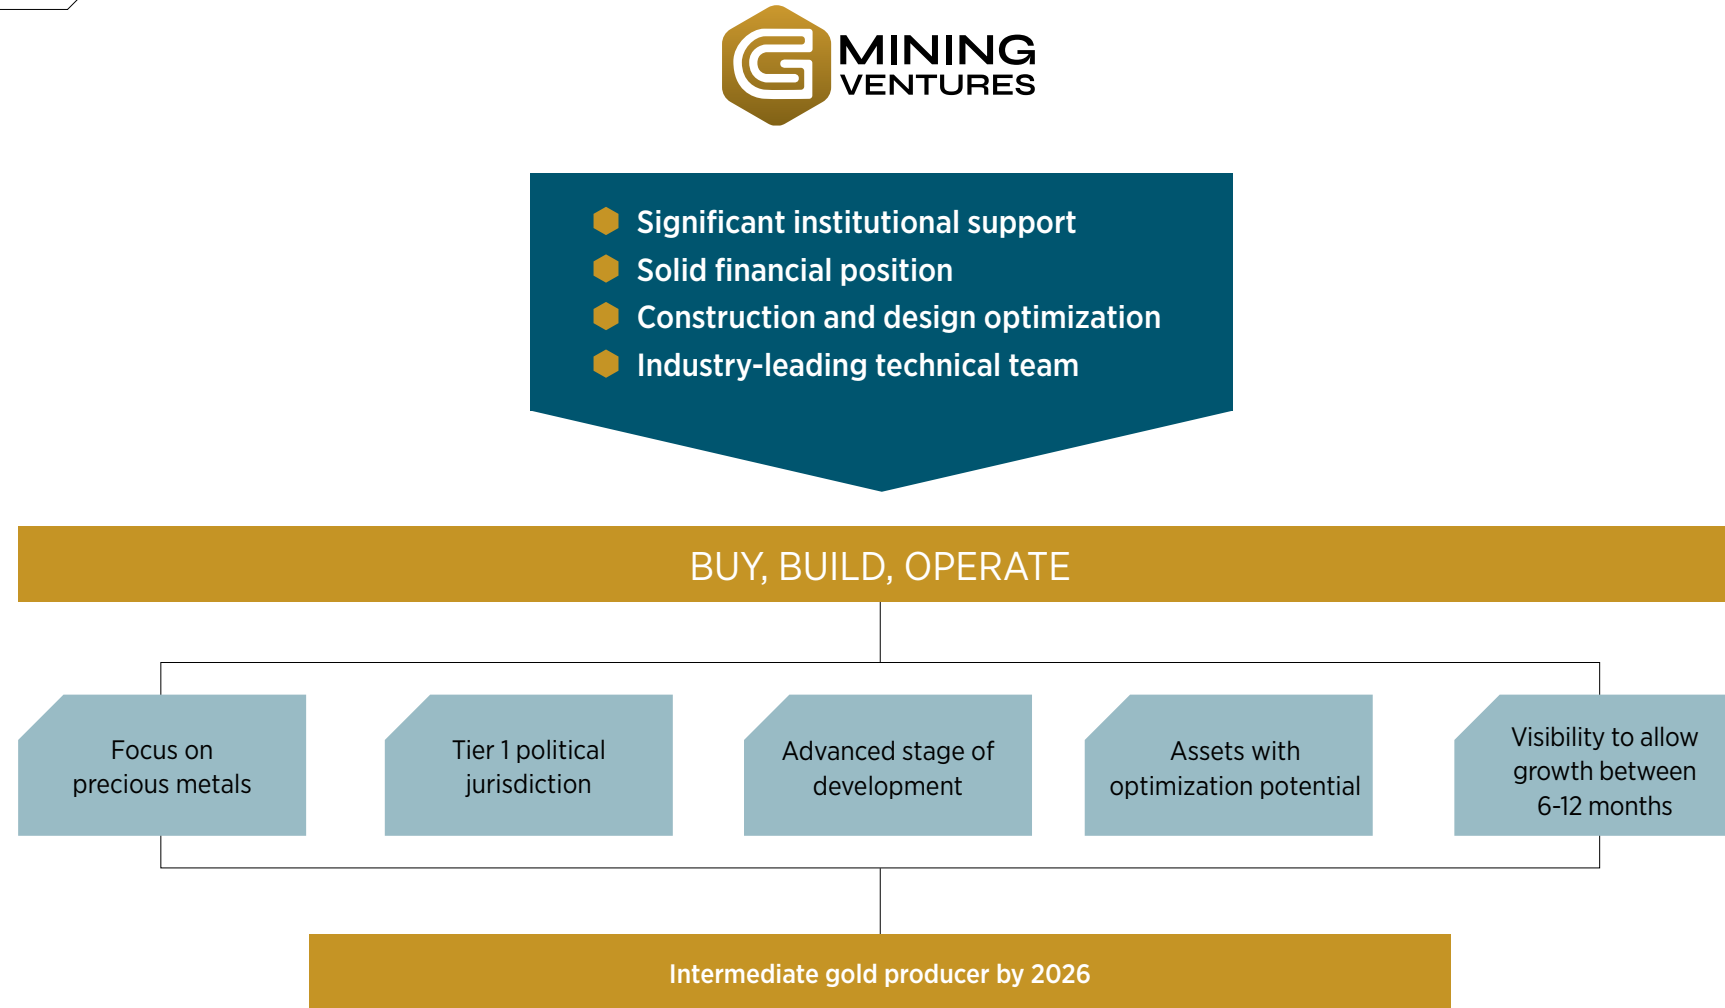 G MINING
VENTURES
Significant institutional support
Solid financial position
Construction and design optimization
Industry-leading technical team
BUY, BUILD, OPERATE
Focus on
precious metals
Tier 1 political
jurisdiction
Advanced stage of
development
Assets with
optimization potential
Visibility to allow
growth between
6-12 months
Intermediate gold producer by 2026